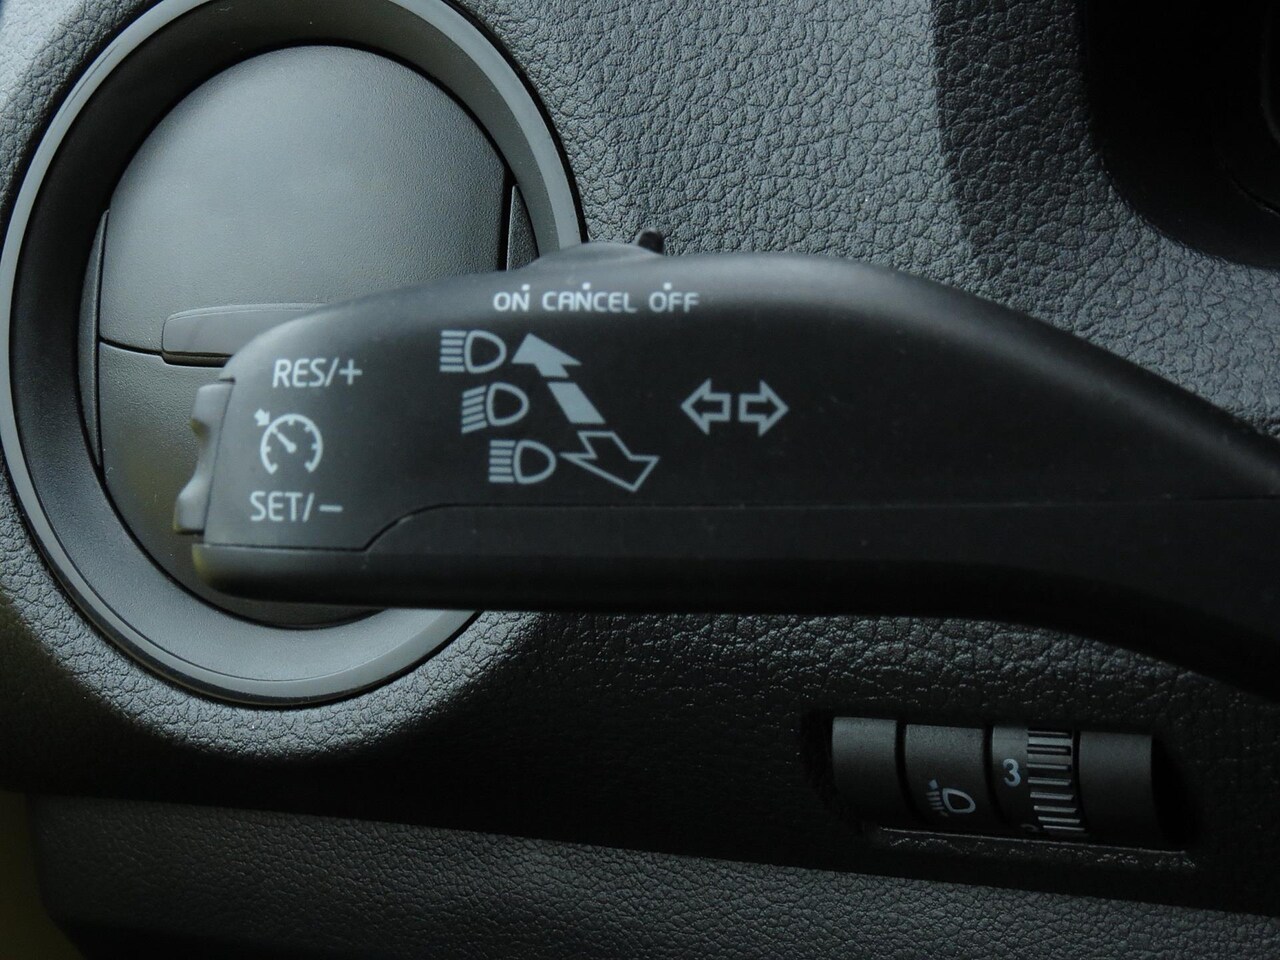 ON CANCEL OFF
RES/+
SET/−
3